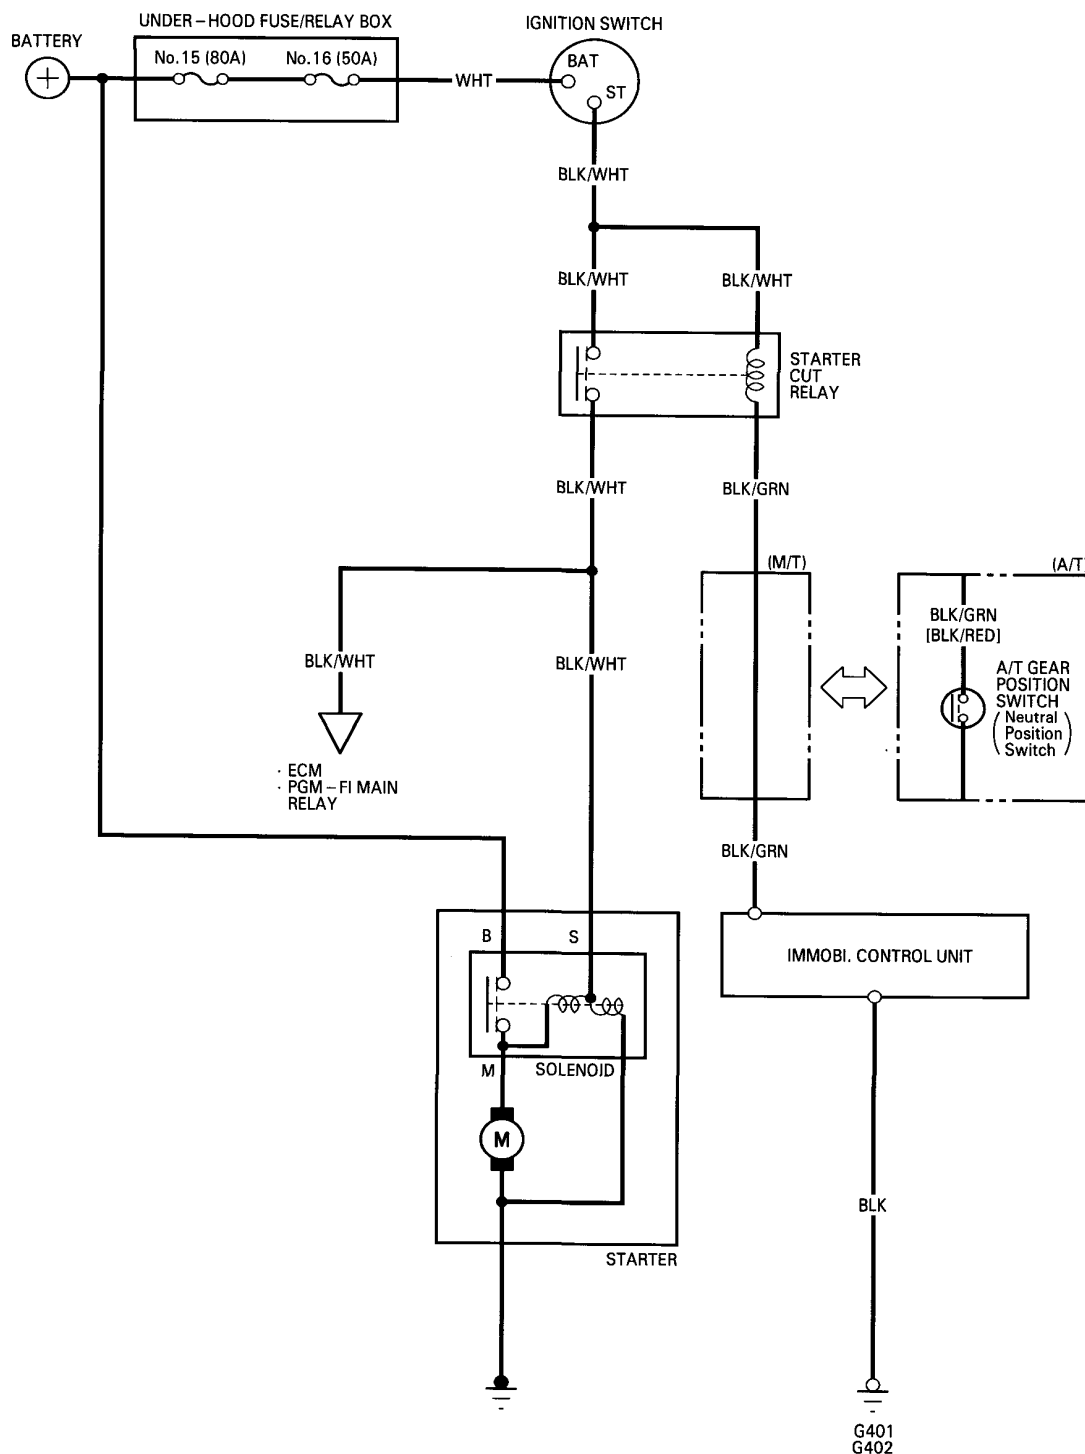 UNDER-HOOD FUSE/RELAY BOX
IGNITION SWITCH
BATTERY
+
No.15 (80A)
No.16 (50A)
WHT
BAT
ST
BLK/WHT
BLK/WHT
BLK/WHT
STARTER
CUT
RELAY
BLK/WHT
BLK/GRN
(M/T)
(A/T
BLK/GRN
[BLK/RED]
BLK/WHT
BLK/WHT
A/T GEAR
POSITION
SWITCH
(Neutral
Position
Switch)
· ECM
· PGM-FI MAIN
RELAY
BLK/GRN
B
S
IMMOBI. CONTROL UNIT
M
SOLENOID
M
BLK
STARTER
G401
G402